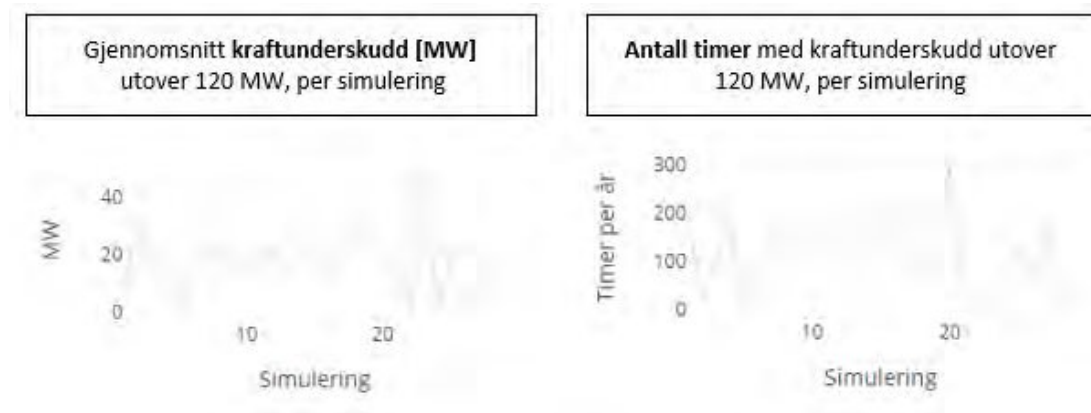 Gjennomsnitt kraftunderskudd [MW]
utover 120 MW, per simulering
MW
40
20
0
10
20
Simulering
Antall timer med kraftunderskudd utover
120 MW, per simulering
Timer per år
300
200
100
0
10
20
Simulering